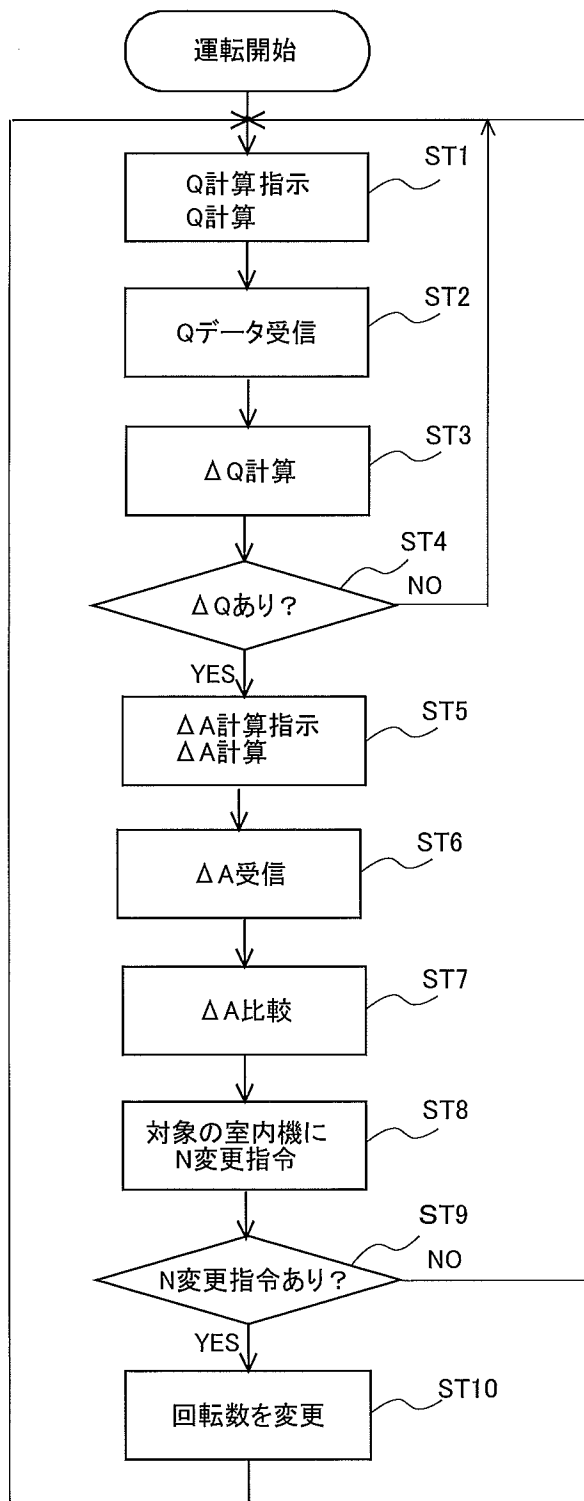 運転開始
ST1
Q計算指示
Q計算
ST2
Qデータ受信
ST3
ΔQ計算
ST4
ΔQあり?
NO
YES
ST5
ΔA計算指示
ΔA計算
ST6
ΔA受信
ST7
ΔA比較
ST8
対象の室内機に
N変更指令
ST9
N変更指令あり?
NO
YES
ST10
回転数を変更